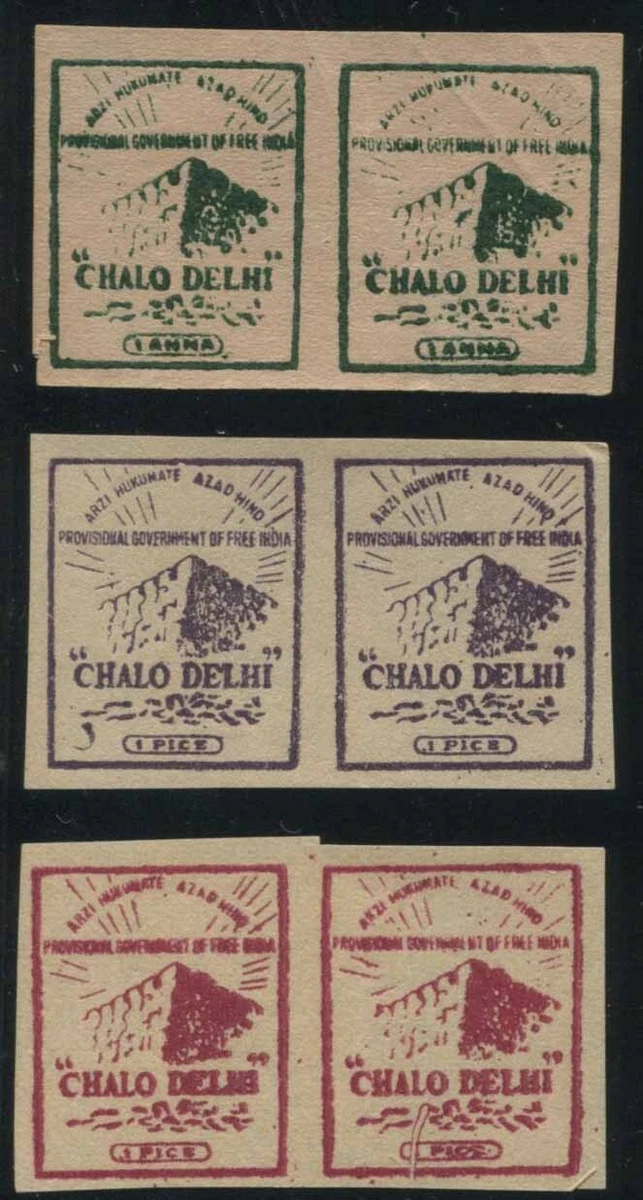 ARZI HUKUMATE AZAD HIND
PROVISIONAL GOVERNMENT OF FREE INDIA
"CHALO DELHI"
1 ANNA
ARZI HUKUMATE AZAD HIND
PROVISIONAL GOVERNMENT OF FREE INDIA
"CHALO DELHI"
1 ANNA
ARZI HUKUMATE AZAD HIND
PROVISIONAL GOVERNMENT OF FREE INDIA
"CHALO DELHI"
1 PICE
ARZI HUKUMATE AZAD HIND
PROVISIONAL GOVERNMENT OF FREE INDIA
"CHALO DELHI"
1 PICE
ARZI HUKUMATE AZAD HIND
PROVISIONAL GOVERNMENT OF FREE INDIA
"CHALO DELHI"
1 PICE
ARZI HUKUMATE AZAD HIND
PROVISIONAL GOVERNMENT OF FREE INDIA
"CHALO DELHI"
1 PICE